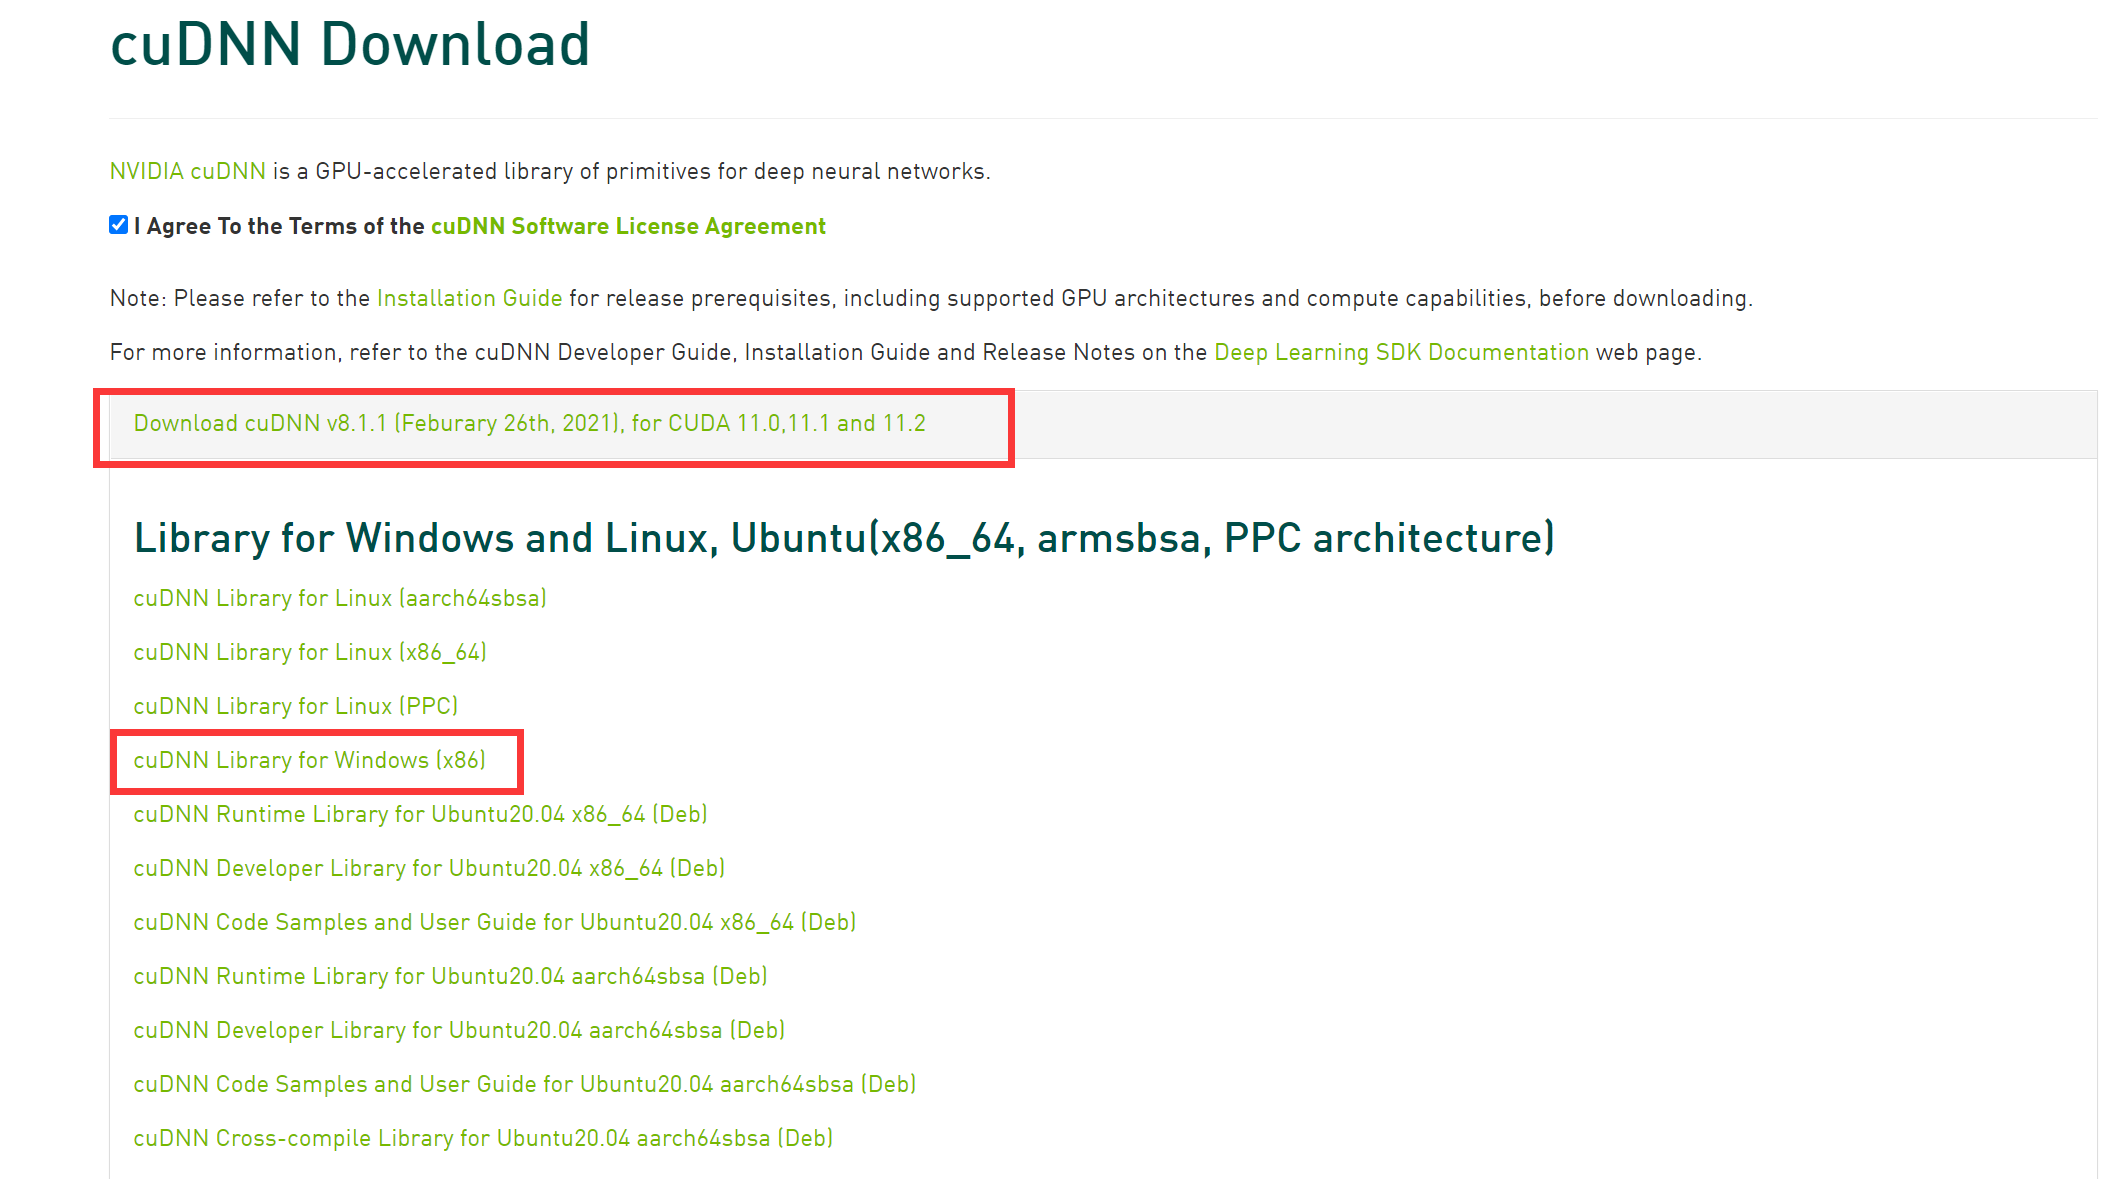 cuDNN Download
NVIDIA cuDNN is a GPU-accelerated library of primitives for deep neural networks.
I Agree To the Terms of the cuDNN Software License Agreement
Note: Please refer to the Installation Guide for release prerequisites, including supported GPU architectures and compute capabilities, before downloading.
For more information, refer to the cuDNN Developer Guide, Installation Guide and Release Notes on the Deep Learning SDK Documentation web page.
Download cuDNN v8.1.1 (Feburary 26th, 2021), for CUDA 11.0,11.1 and 11.2
Library for Windows and Linux, Ubuntu(x86_64, armsbsa, PPC architecture)
cuDNN Library for Linux (aarch64sbsa)
cuDNN Library for Linux (x86_64)
cuDNN Library for Linux (PPC)
cuDNN Library for Windows (x86)
cuDNN Runtime Library for Ubuntu20.04 x86_64 (Deb)
cuDNN Developer Library for Ubuntu20.04 x86_64 (Deb)
cuDNN Code Samples and User Guide for Ubuntu20.04 x86_64 (Deb)
cuDNN Runtime Library for Ubuntu20.04 aarch64sbsa (Deb)
cuDNN Developer Library for Ubuntu20.04 aarch64sbsa (Deb)
cuDNN Code Samples and User Guide for Ubuntu20.04 aarch64sbsa (Deb)
cuDNN Cross-compile Library for Ubuntu20.04 aarch64sbsa (Deb)